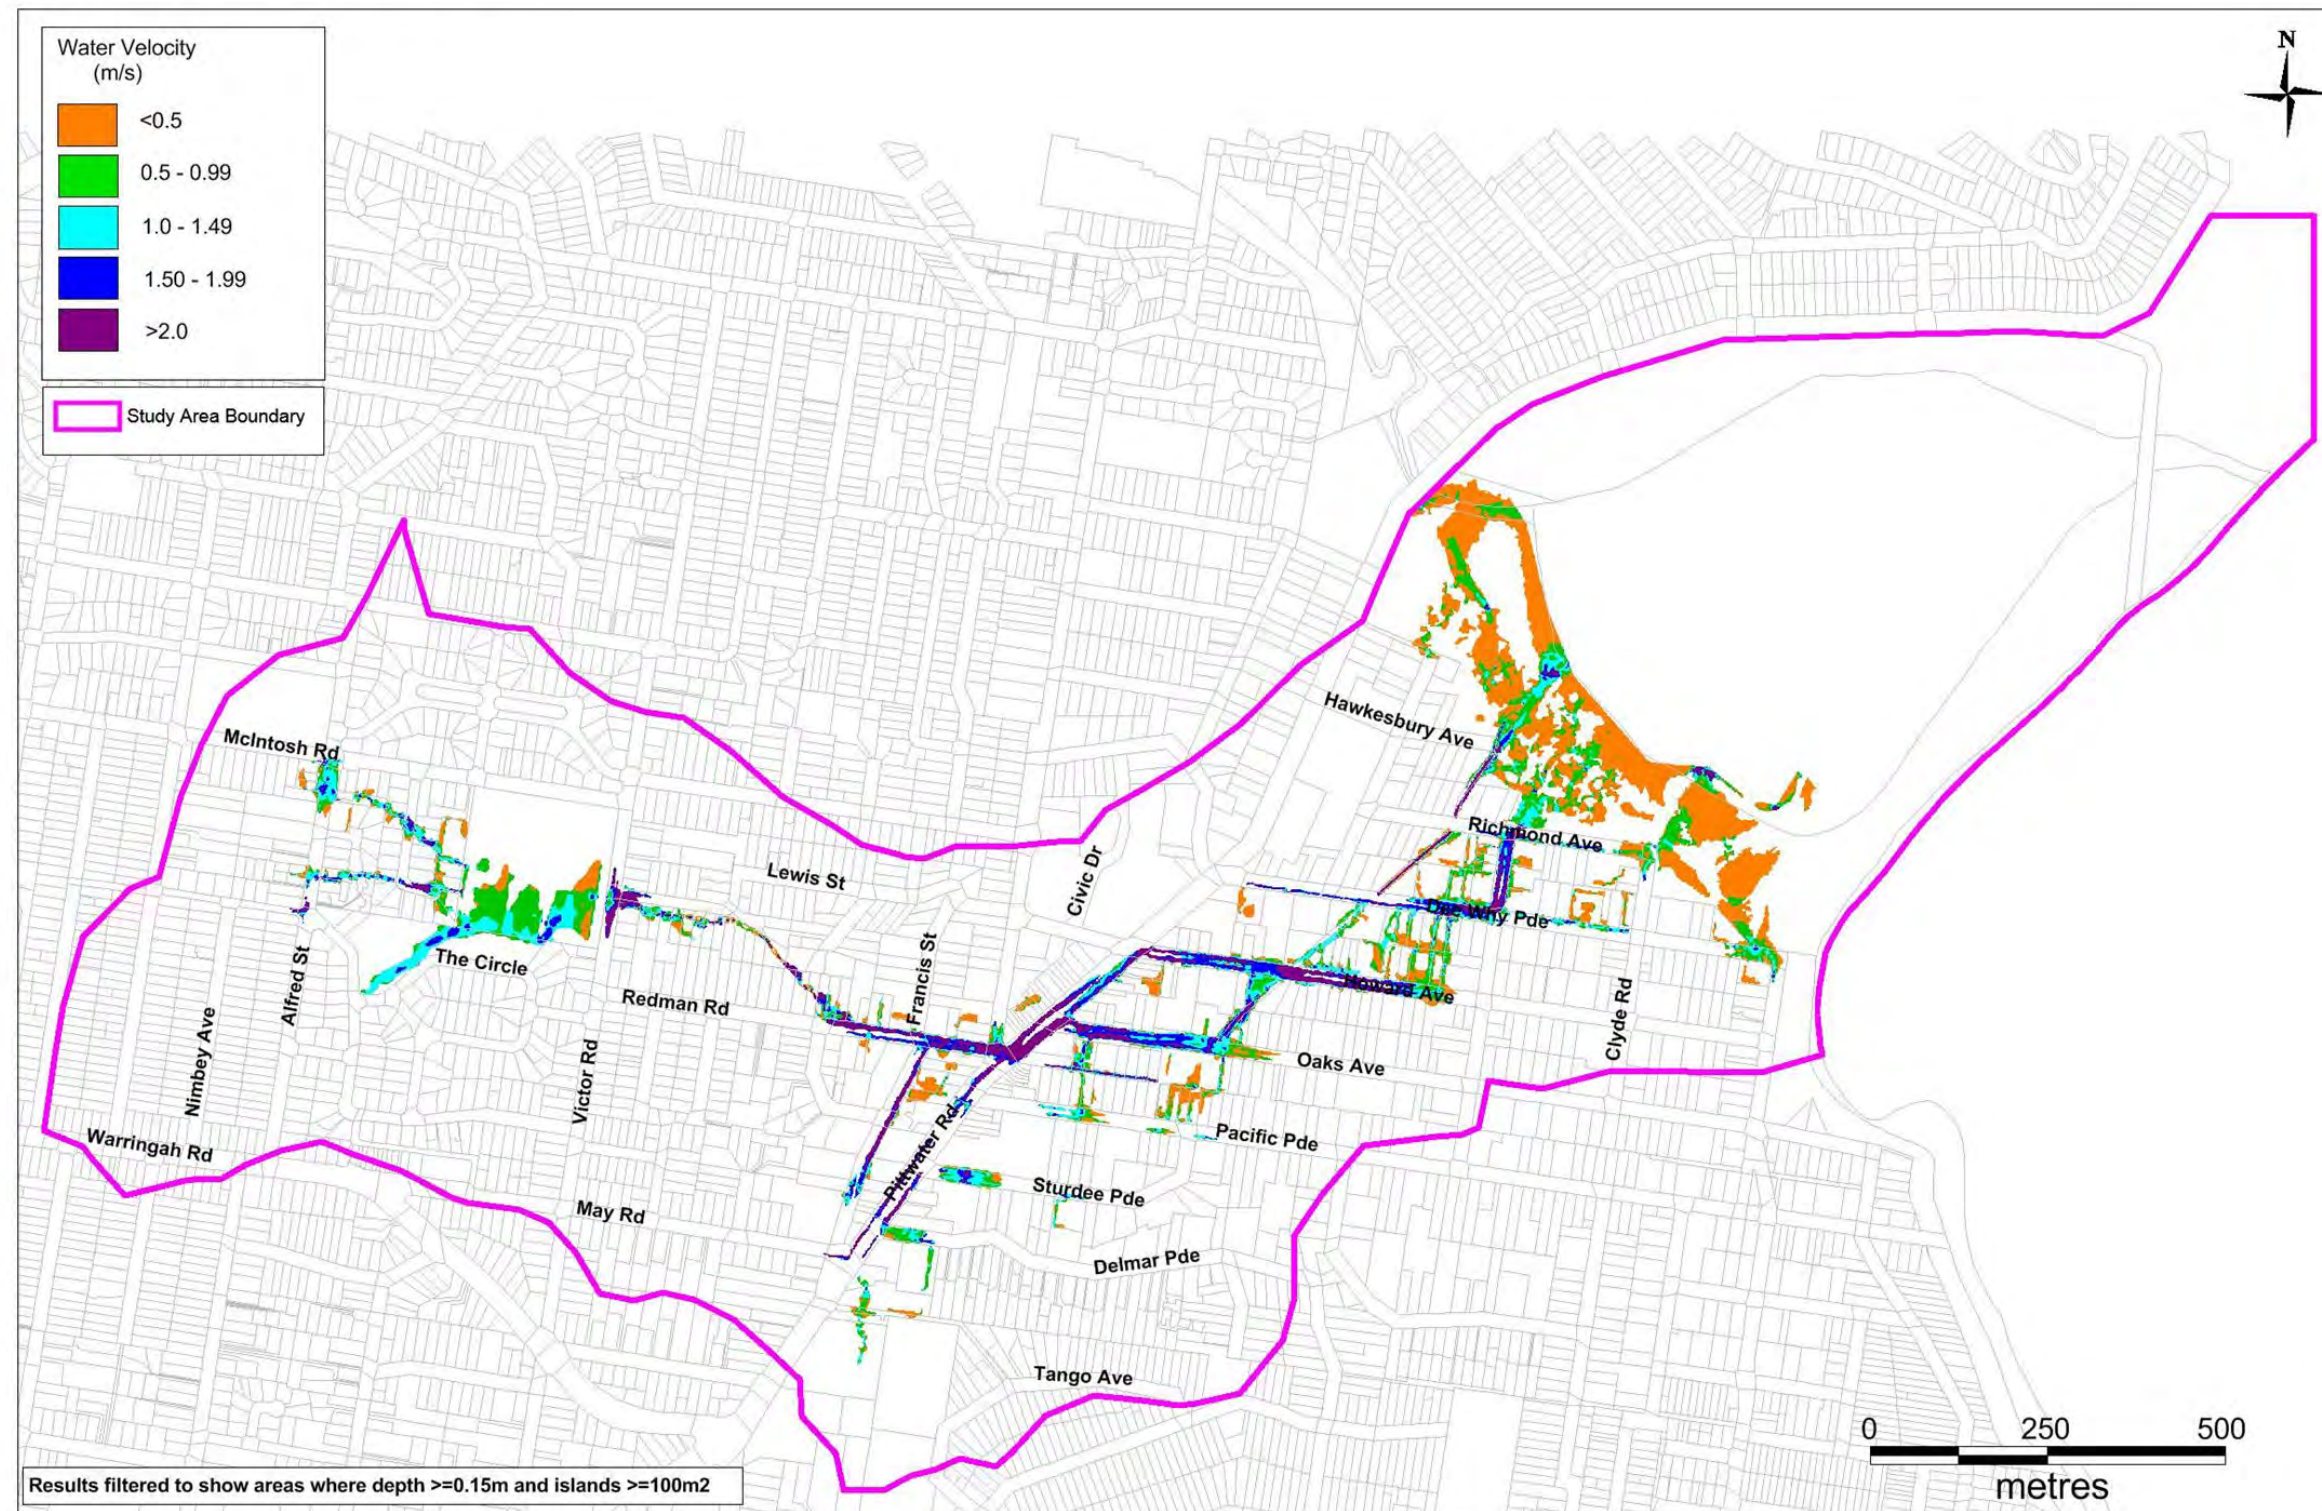 Water Velocity
(m/s)
<0.5
0.5 - 0.99
1.0 - 1.49
1.50 - 1.99
>2.0
Study Area Boundary
N
Hawkesbury Ave
McIntosh Rd
Richmond Ave
Lewis St
Civic Dr
Dee Why Pde
The Circle
Francis St
Alfred St
Redman Rd
Howard Ave
Clyde Rd
Nimbey Ave
Victor Rd
Oaks Ave
Pittwater Rd
Pacific Pde
Warringah Rd
Sturdee Pde
May Rd
Delmar Pde
Tango Ave
0 250 500
metres
Results filtered to show areas where depth >=0.15m and islands >=100m2